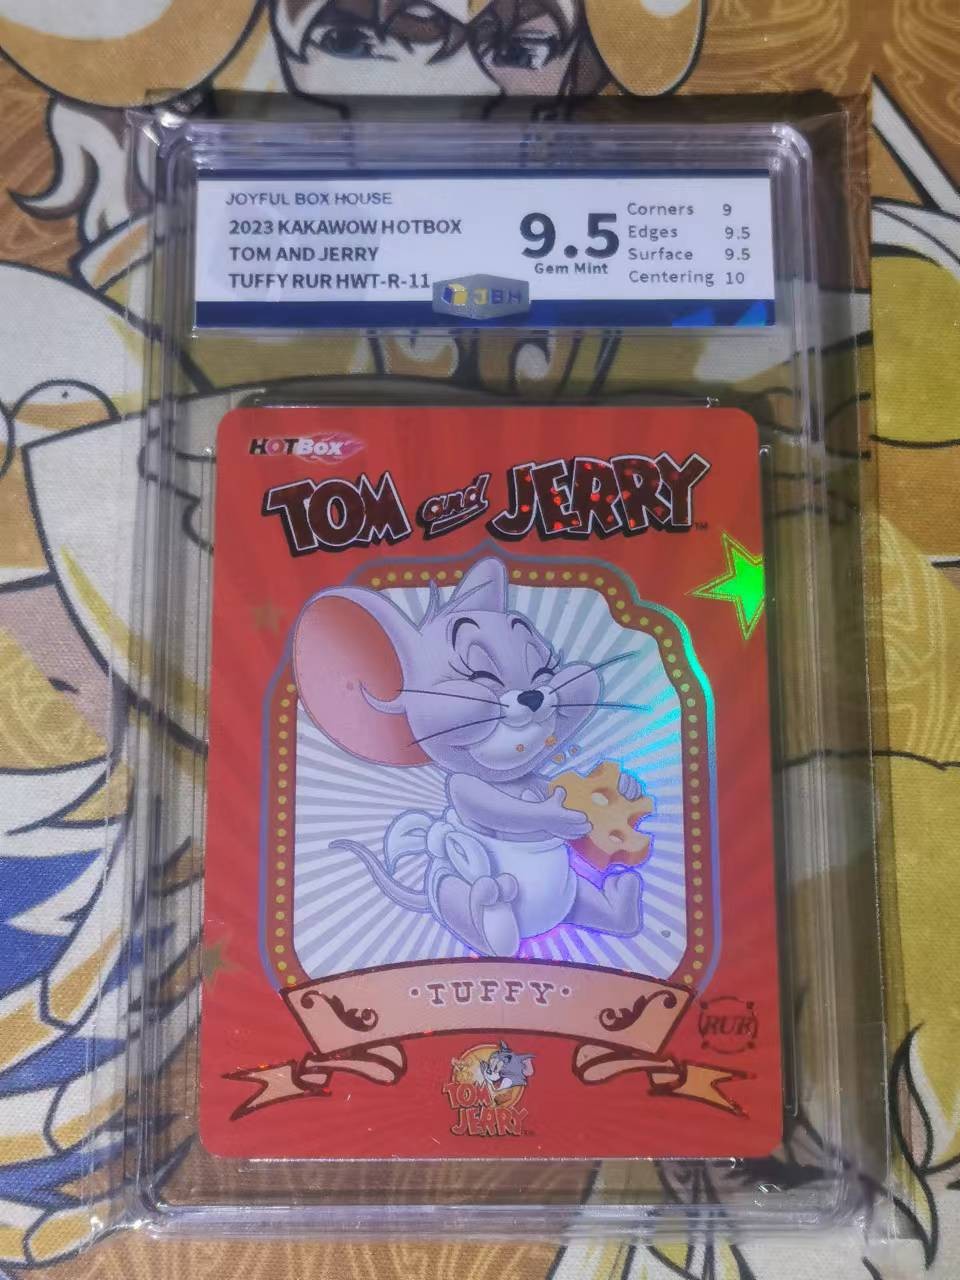 JOYFUL BOX HOUSE
2023 KAKAWOW HOTBOX
TOM AND JERRY
TUFFY RUR HWT-R-11
9.5
Gem Mint
Corners 9
Edges 9.5
Surface 9.5
Centering 10
JBH
HOTBOX
TOM and JERRY™
·TUFFY·
RUR
TOM
JERRY